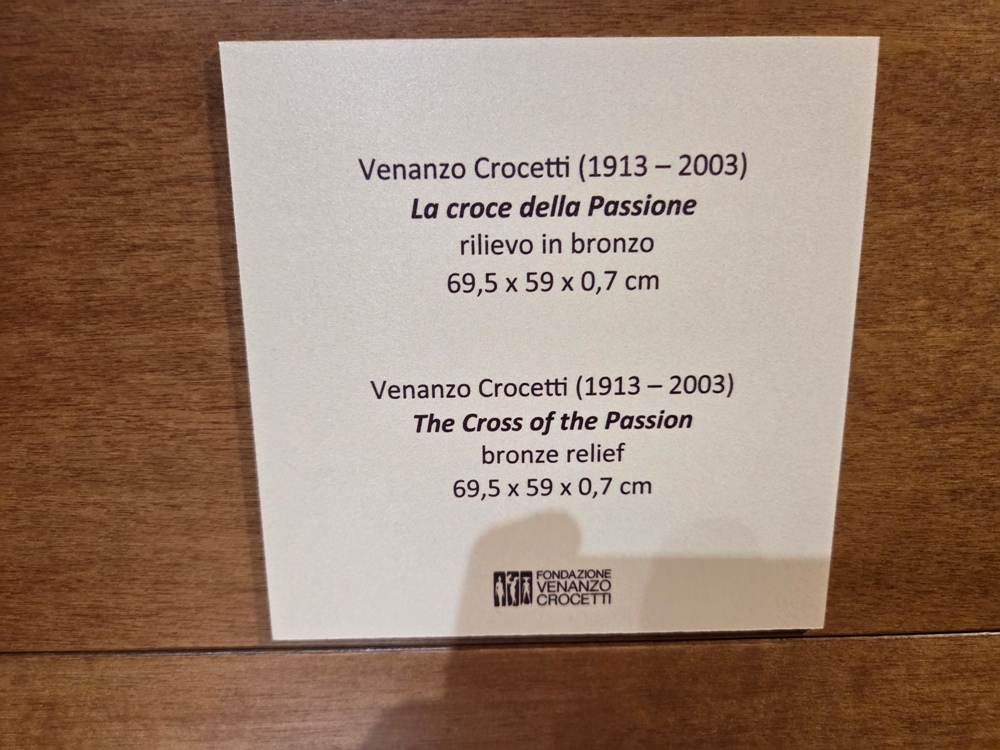 Venanzo Crocetti (1913 – 2003)
La croce della Passione
rilievo in bronzo
69,5 x 59 x 0,7 cm
Venanzo Crocetti (1913 – 2003)
The Cross of the Passion
bronze relief
69,5 x 59 x 0,7 cm
FONDAZIONE
VENANZO
CROCETTI